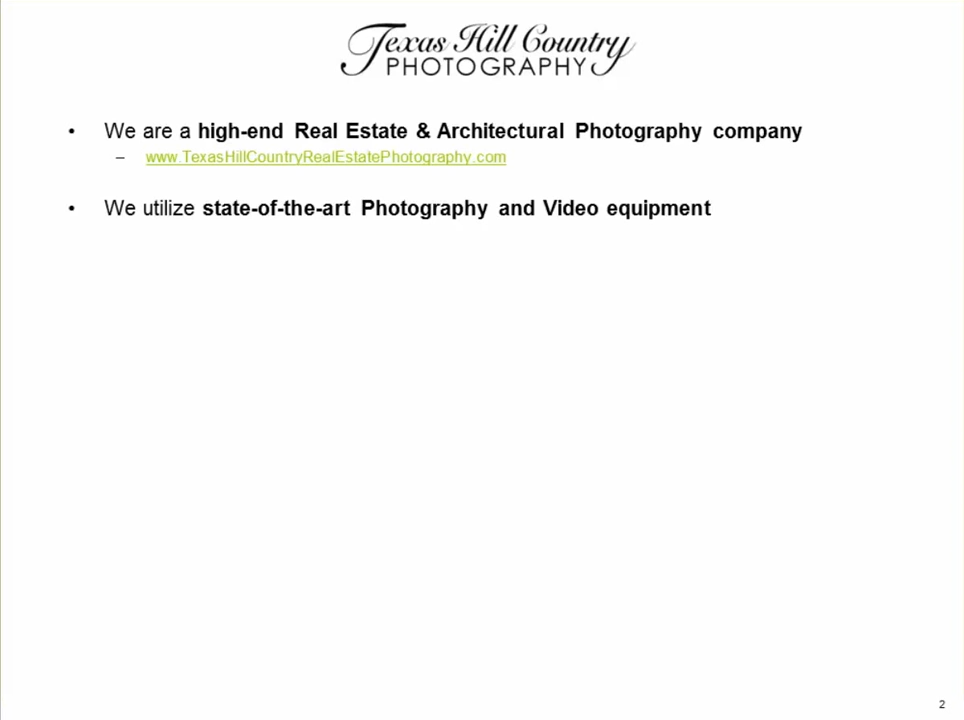 Texas Hill Country
PHOTOGRAPHY
• We are a high-end Real Estate & Architectural Photography company
– www.TexasHillCountryRealEstatePhotography.com
• We utilize state-of-the-art Photography and Video equipment
2